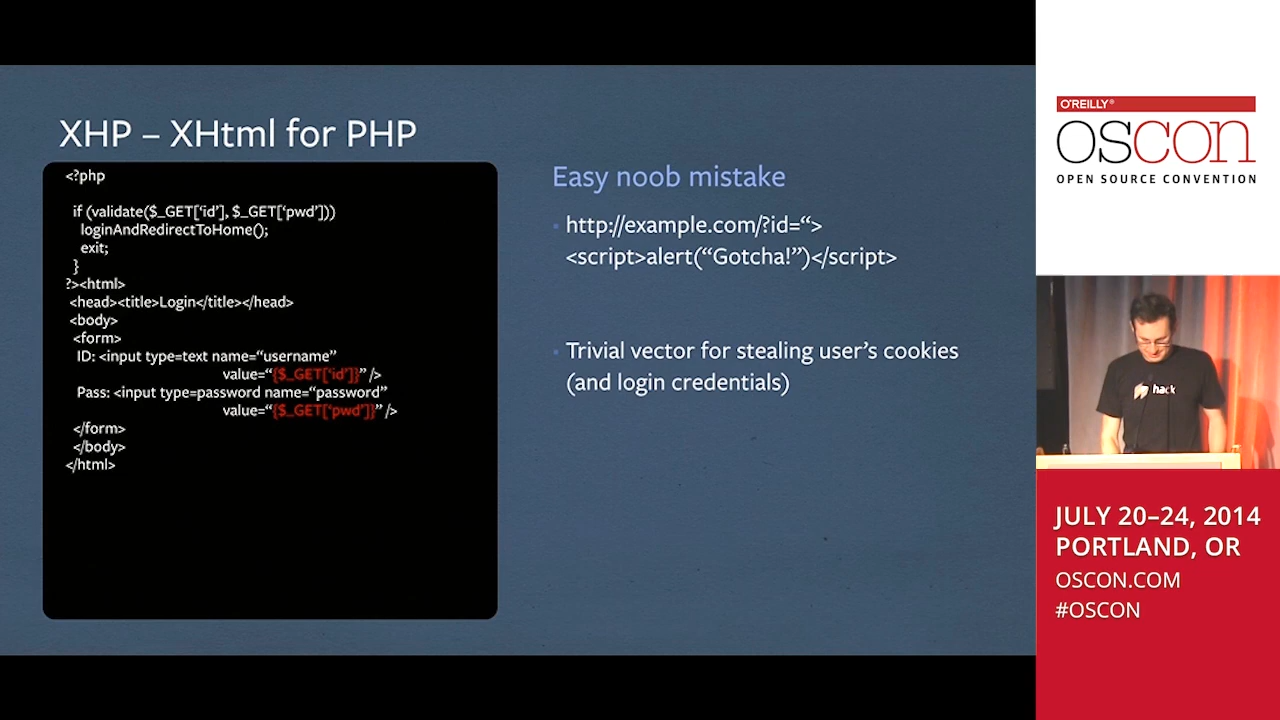 XHP – XHtml for PHP
<?php
if (validate($_GET[‘id’], $_GET[‘pwd’]))
loginAndRedirectToHome();
exit;
}
?><html>
<head><title>Login</title></head>
<body>
<form>
ID: <input type=text name=“username”
value=“{$_GET[‘id’]}” />
Pass: <input type=password name=“password”
value=“{$_GET[‘pwd’]}” />
</form>
</body>
</html>
Easy noob mistake
http://example.com/?id=“>
<script>alert(“Gotcha!”)</script>
Trivial vector for stealing user’s cookies
(and login credentials)
O'REILLY®
OSCON
OPEN SOURCE CONVENTION
hack
JULY 20–24, 2014
PORTLAND, OR
OSCON.COM
#OSCON